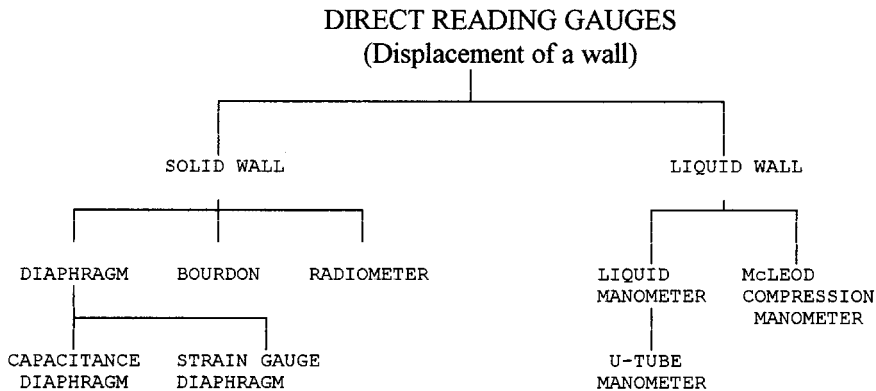 DIRECT READING GAUGES
(Displacement of a wall)
SOLID WALL
LIQUID WALL
DIAPHRAGM
BOURDON
RADIOMETER
LIQUID
MANOMETER
McLEOD
COMPRESSION
MANOMETER
CAPACITANCE
DIAPHRAGM
STRAIN GAUGE
DIAPHRAGM
U-TUBE
MANOMETER